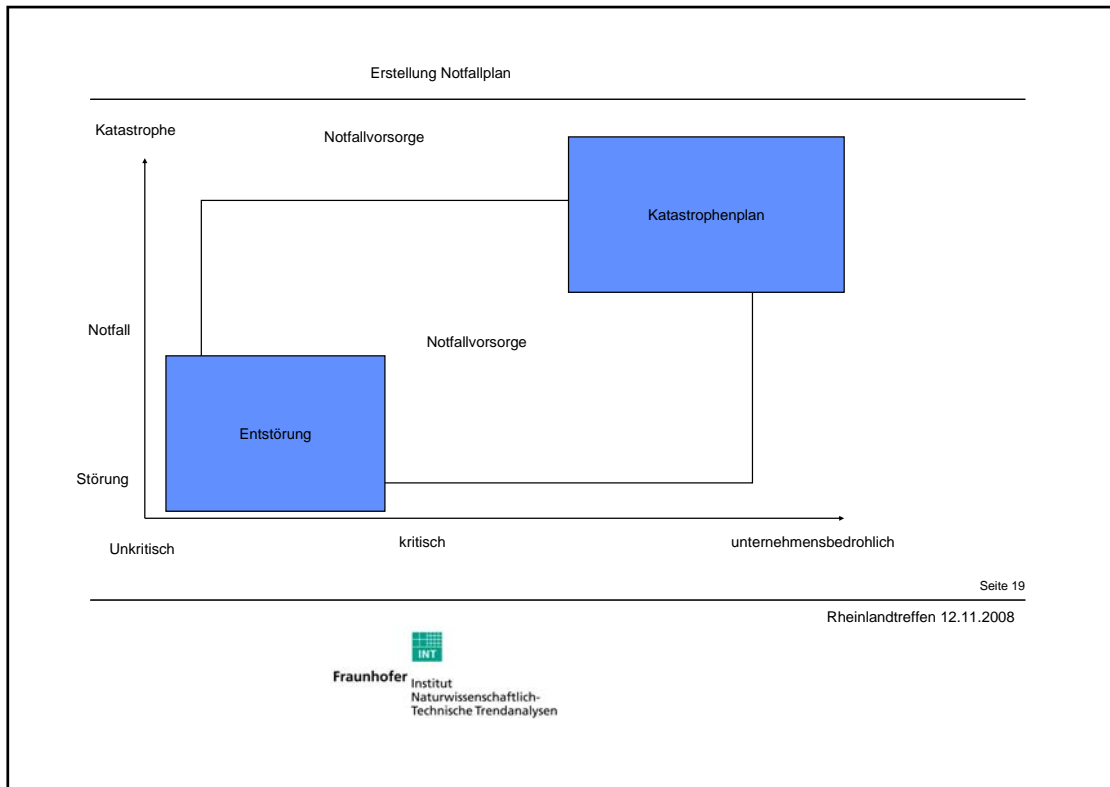 Erstellung Notfallplan
Katastrophe
Notfallvorsorge
Katastrophenplan
Notfall
Notfallvorsorge
Entstörung
Störung
Unkritisch
kritisch
unternehmensbedrohlich
Seite 19
Rheinlandtreffen 12.11.2008
INT
Fraunhofer Institut
Naturwissenschaftlich-
Technische Trendanalysen